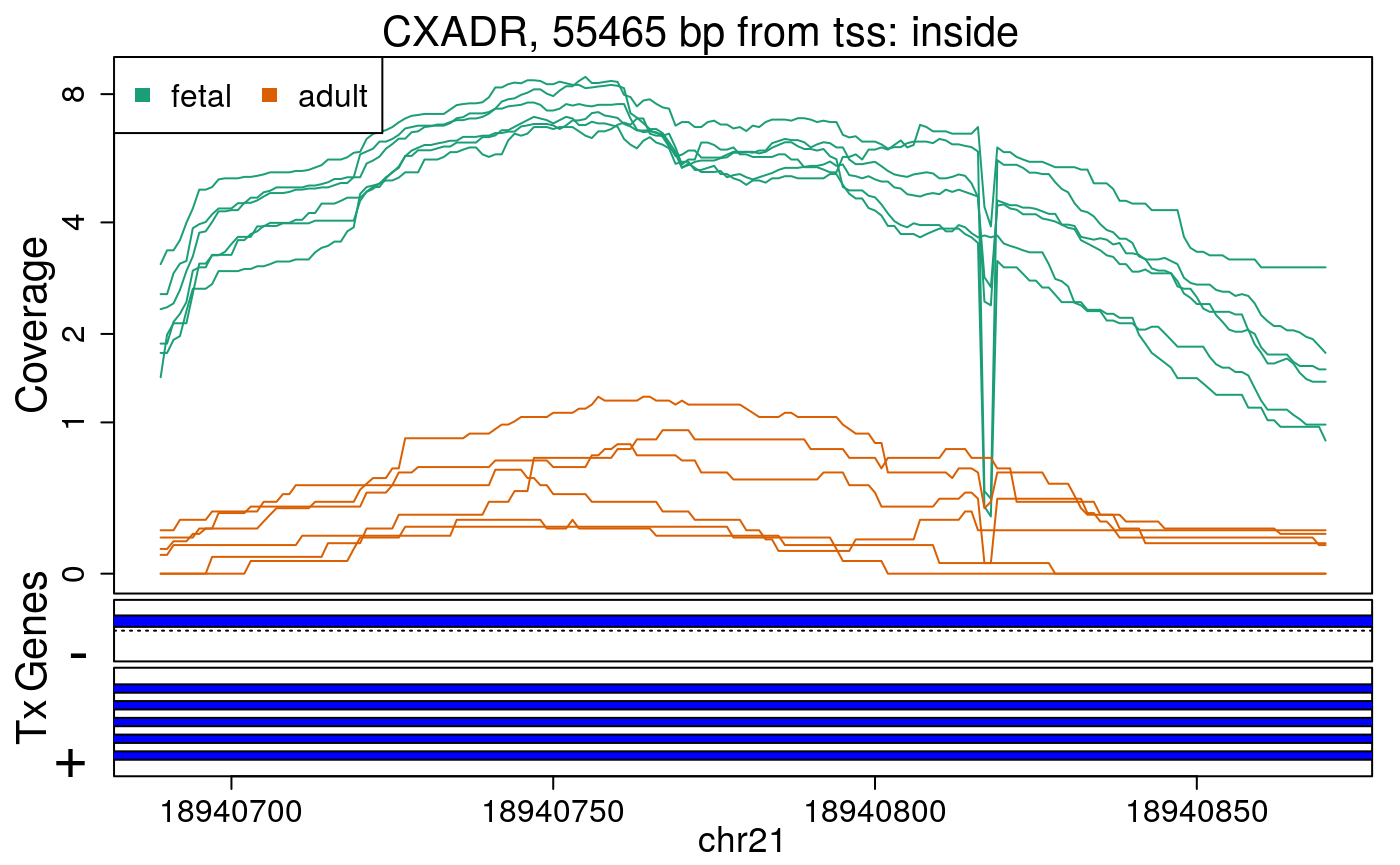 CXADR, 55465 bp from tss: inside
fetal adult
Coverage
8
4
2
1
0
Genes
-
Tx
+
18940700 18940750 18940800 18940850
chr21